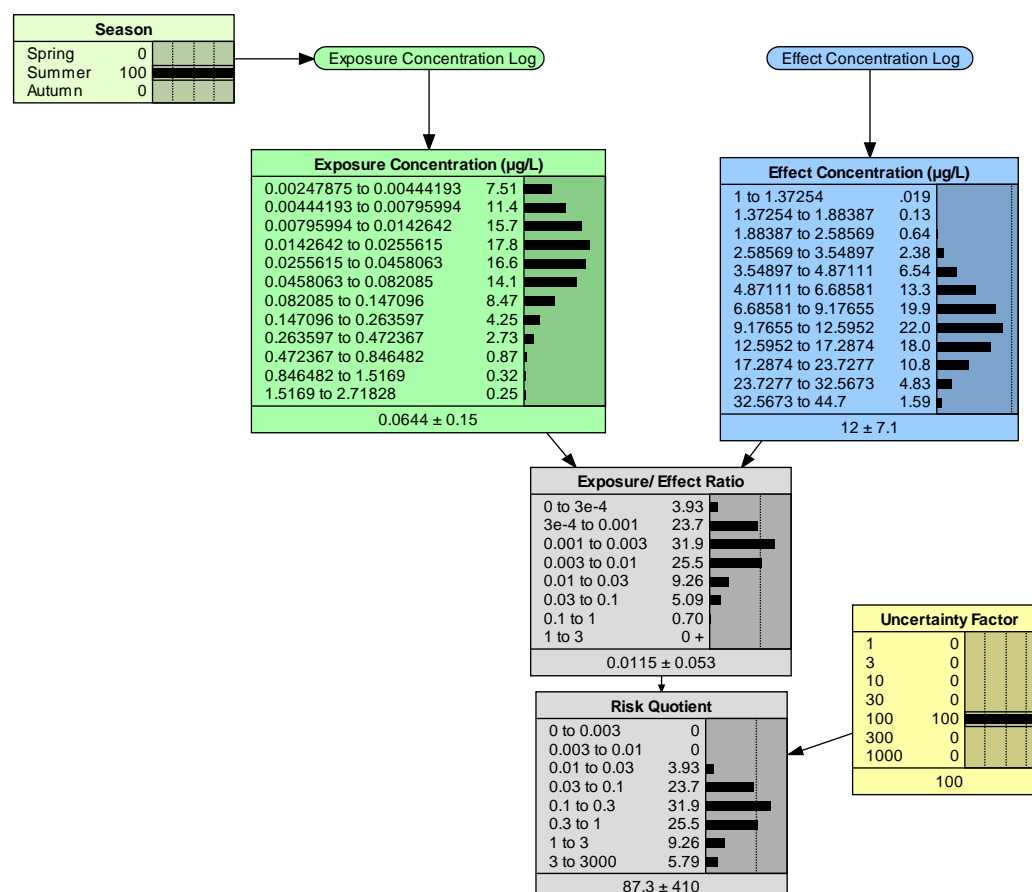 Season
Spring 0
Summer 100
Autumn 0
Exposure Concentration Log
Effect Concentration Log
Exposure Concentration (µg/L)
0.00247875 to 0.00444193 7.51
0.00444193 to 0.00795994 11.4
0.00795994 to 0.0142642 15.7
0.0142642 to 0.0255615 17.8
0.0255615 to 0.0458063 16.6
0.0458063 to 0.082085 14.1
0.082085 to 0.147096 8.47
0.147096 to 0.263597 4.25
0.263597 to 0.472367 2.73
0.472367 to 0.846482 0.87
0.846482 to 1.5169 0.32
1.5169 to 2.71828 0.25
0.0644 ± 0.15
Effect Concentration (µg/L)
1 to 1.37254 .019
1.37254 to 1.88387 0.13
1.88387 to 2.58569 0.64
2.58569 to 3.54897 2.38
3.54897 to 4.87111 6.54
4.87111 to 6.68581 13.3
6.68581 to 9.17655 19.9
9.17655 to 12.5952 22.0
12.5952 to 17.2874 18.0
17.2874 to 23.7277 10.8
23.7277 to 32.5673 4.83
32.5673 to 44.7 1.59
12 ± 7.1
Exposure/ Effect Ratio
0 to 3e-4 3.93
3e-4 to 0.001 23.7
0.001 to 0.003 31.9
0.003 to 0.01 25.5
0.01 to 0.03 9.26
0.03 to 0.1 5.09
0.1 to 1 0.70
1 to 3 0 +
0.0115 ± 0.053
Uncertainty Factor
1 0
3 0
10 0
30 0
100 100
300 0
1000 0
100
Risk Quotient
0 to 0.003 0
0.003 to 0.01 0
0.01 to 0.03 3.93
0.03 to 0.1 23.7
0.1 to 0.3 31.9
0.3 to 1 25.5
1 to 3 9.26
3 to 3000 5.79
87.3 ± 410